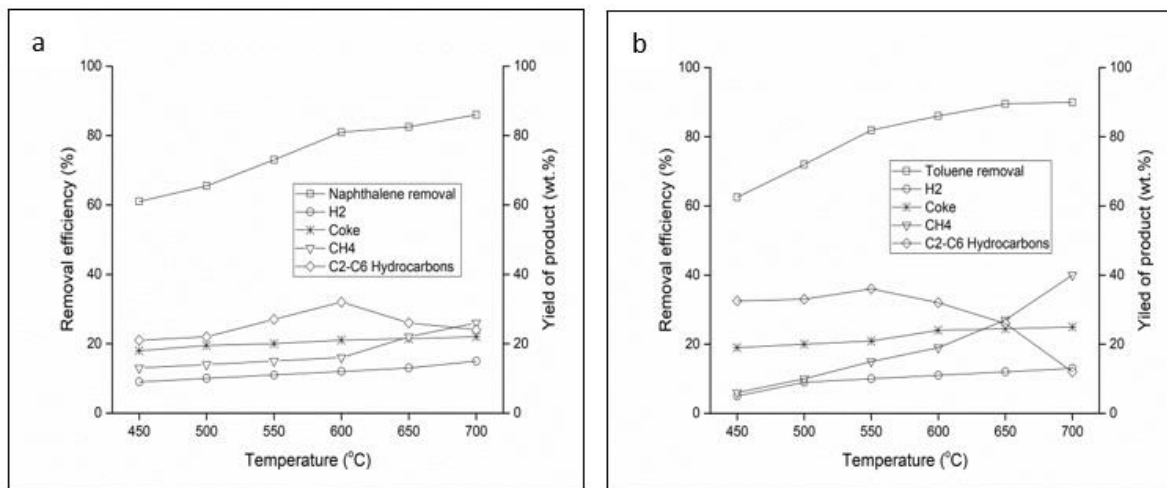 a
100
80
60
40
20
0
Removal efficiency (%)
100
80
60
40
20
0
Yield of product (wt.%)
Naphthalene removal
H2
Coke
CH4
C2-C6 Hydrocarbons
450 500 550 600 650 700
Temperature (°C)
b
100
80
60
40
20
0
Removal efficiency (%)
100
80
60
40
20
0
Yiled of product (wt.%)
Toluene removal
H2
Coke
CH4
C2-C6 Hydrocarbons
450 500 550 600 650 700
Temperature (°C)